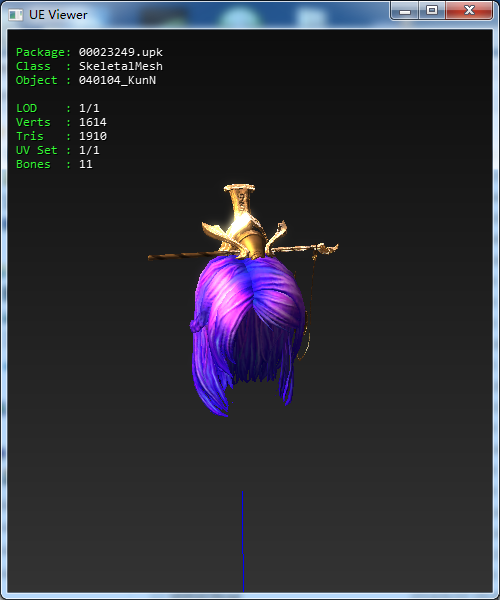 UE Viewer
Package: 00023249.upk
Class : SkeletalMesh
Object : 040104_KunN
LOD : 1/1
Verts : 1614
Tris : 1910
UV Set : 1/1
Bones : 11